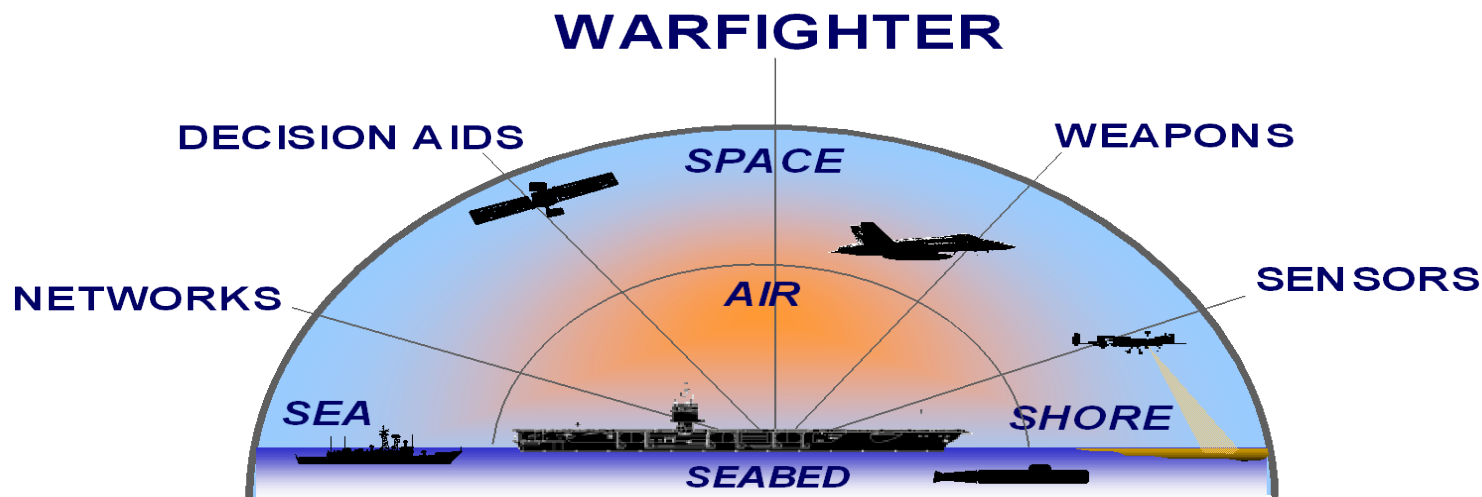 WARFIGHTER
DECISION AIDS
WEAPONS
SPACE
NETWORKS
AIR
SENSORS
SEA
SHORE
SEABED